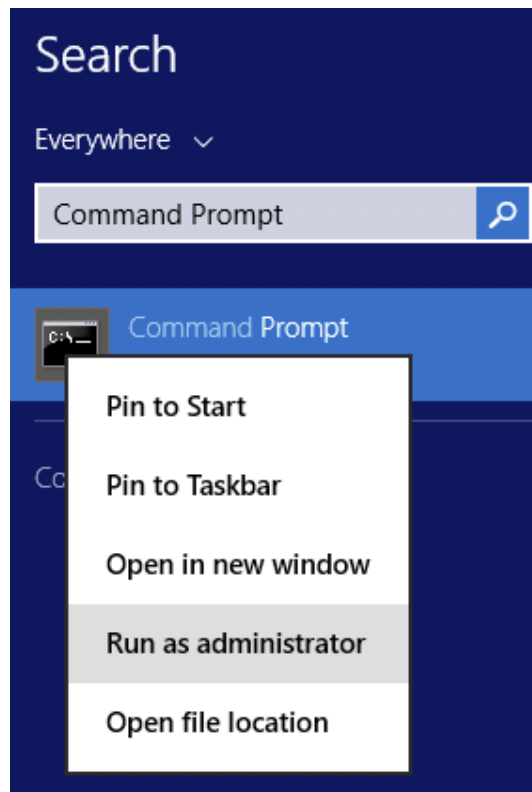 Search
Everywhere
Command Prompt
Command Prompt
Pin to Start
Co
Pin to Taskbar
Open in new window
Run as administrator
Open file location